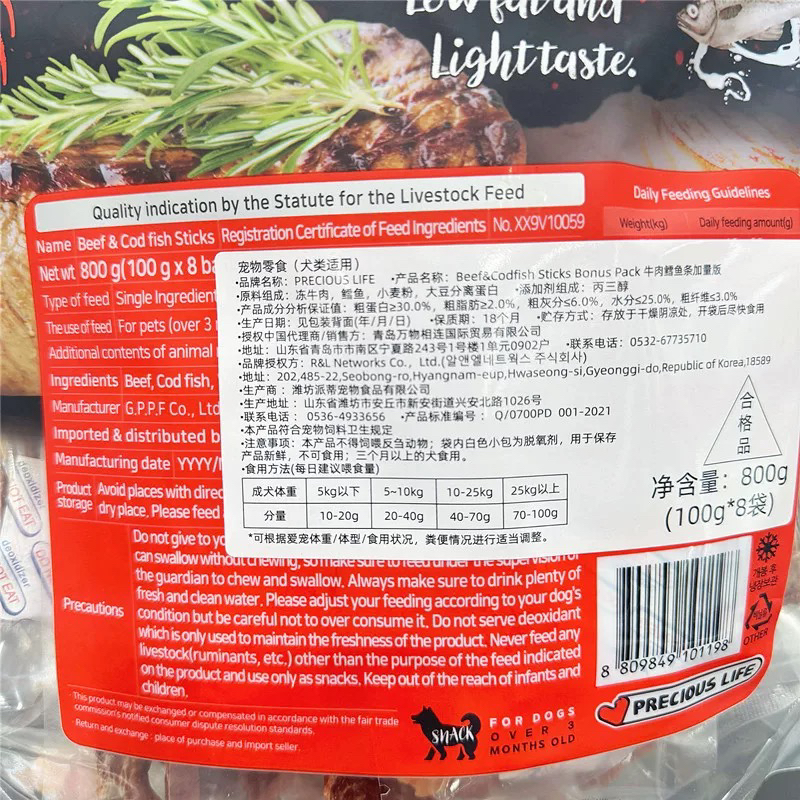 Low fat and
Light taste.
Quality indication by the Statute for the Livestock Feed
Daily Feeding Guidelines
Name Beef & Cod fish Sticks
Registration Certificate of Feed Ingredients No. XX9V10059
Weight(kg) Daily feeding amount(g)
Net wt 800 g(100 g x 8 ba
Type of feed Single Ingredient
The use of feed For pets (over 3
Additional contents of animal
Ingredients Beef, Cod fish,
Manufacturer G.P.P.F Co., Ltd
Imported & distributed b
Manufacturing date YYYY/
Product storage Avoid places with direc
dry place. Please feed
宠物零食（犬类适用）
•品牌名称：PRECIOUS LIFE •产品名称：Beef&Codfish Sticks Bonus Pack 牛肉鳕鱼条加量版
•原料组成：冻牛肉，鳕鱼，小麦粉，大豆分离蛋白 •添加剂组成：丙三醇
•产品成分分析保证值：粗蛋白≥30.0%，粗脂肪≥2.0%，粗灰分≤6.0%，水分≤25.0%，粗纤维≤3.0%
•生产日期：见包装背面(年/月/日) •保质期：18个月 •贮存方式：存放于干燥阴凉处，开袋后尽快食用
•授权中国代理商/销售方：青岛万物相连国际贸易有限公司
•地址：山东省青岛市市南区宁夏路243号1号楼1单元0902户 •联系电话：0532-67735710
•品牌授权方：R&L Networks Co., Ltd.(알앤엘네트웍스 주식회사)
•地址：202,485-22,Seobong-ro,Hyangnam-eup,Hwaseong-si,Gyeonggi-do,Republic of Korea,18589
•生产商：潍坊派蒂宠物食品有限公司
•地址：山东省潍坊市安丘市新安街道兴安北路1026号
•联系电话：0536-4933656 •产品标准编号：Q/0700PD 001-2021
•本产品符合宠物饲料卫生规定
•注意事项：本产品不得饲喂反刍动物；袋内白色小包为脱氧剂，用于保存
产品新鲜，不可食用；三个月以上的犬食用。
•食用方法(每日建议喂食量)
成犬体重 5kg以下 5~10kg 10-25kg 25kg以上
分量 10-20g 20-40g 40-70g 70-100g
*可根据爱宠体重/体型/食用状况，粪便情况进行适当调整。
合格品
净含量：800g
(100g*8袋)
Precautions
Do not give to yo
can swallow without chewing, so make sure to feed under the supervision of
the guardian to chew and swallow. Always make sure to drink plenty of
fresh and clean water. Please adjust your feeding according to your dog's
condition but be careful not to over consume it. Do not serve deoxidant
which is only used to maintain the freshness of the product. Never feed any
livestock(ruminants, etc.) other than the purpose of the feed indicated
on the product and use only as snacks. Keep out of the reach of infants and
children.
·This product may be exchanged or compensated in accordance with the fair trade
commission's notified consumer dispute resolution standards.
·Return and exchange : place of purchase and import seller.
SNACK
FOR DOGS
OVER 3
MONTHS OLD
개봉 후
냉장보관
비닐류
OTHER
8 809849 101198
PRECIOUS LIFE
deoxidizer
OT EAT
deoxidizer
OT EAT